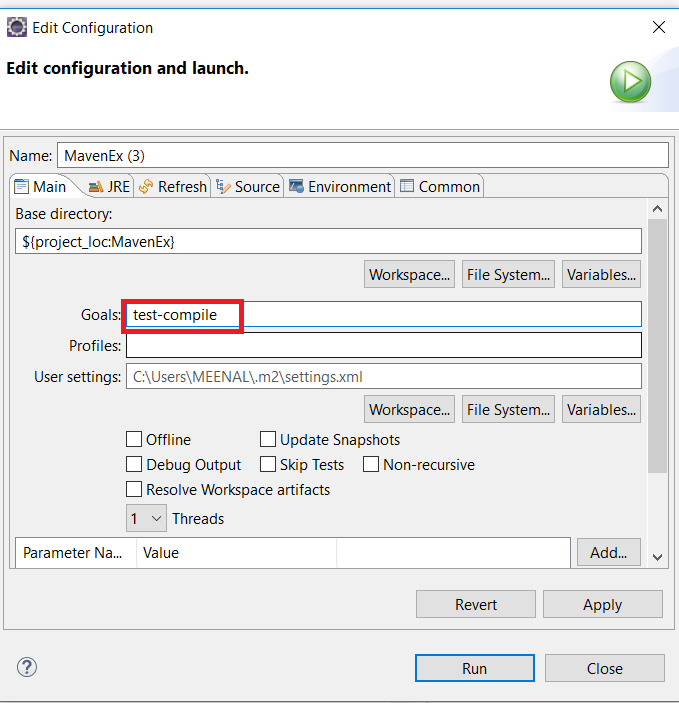 Edit Configuration
Edit configuration and launch.
Name: MavenEx (3)
Main JRE Refresh Source Environment Common
Base directory:
${project_loc:MavenEx}
Workspace... File System... Variables...
Goals: test-compile
Profiles:
User settings: C:\Users\MEENAL\.m2\settings.xml
Workspace... File System... Variables...
Offline Update Snapshots
Debug Output Skip Tests Non-recursive
Resolve Workspace artifacts
1 Threads
Parameter Na... Value Add...
Revert Apply
? Run Close